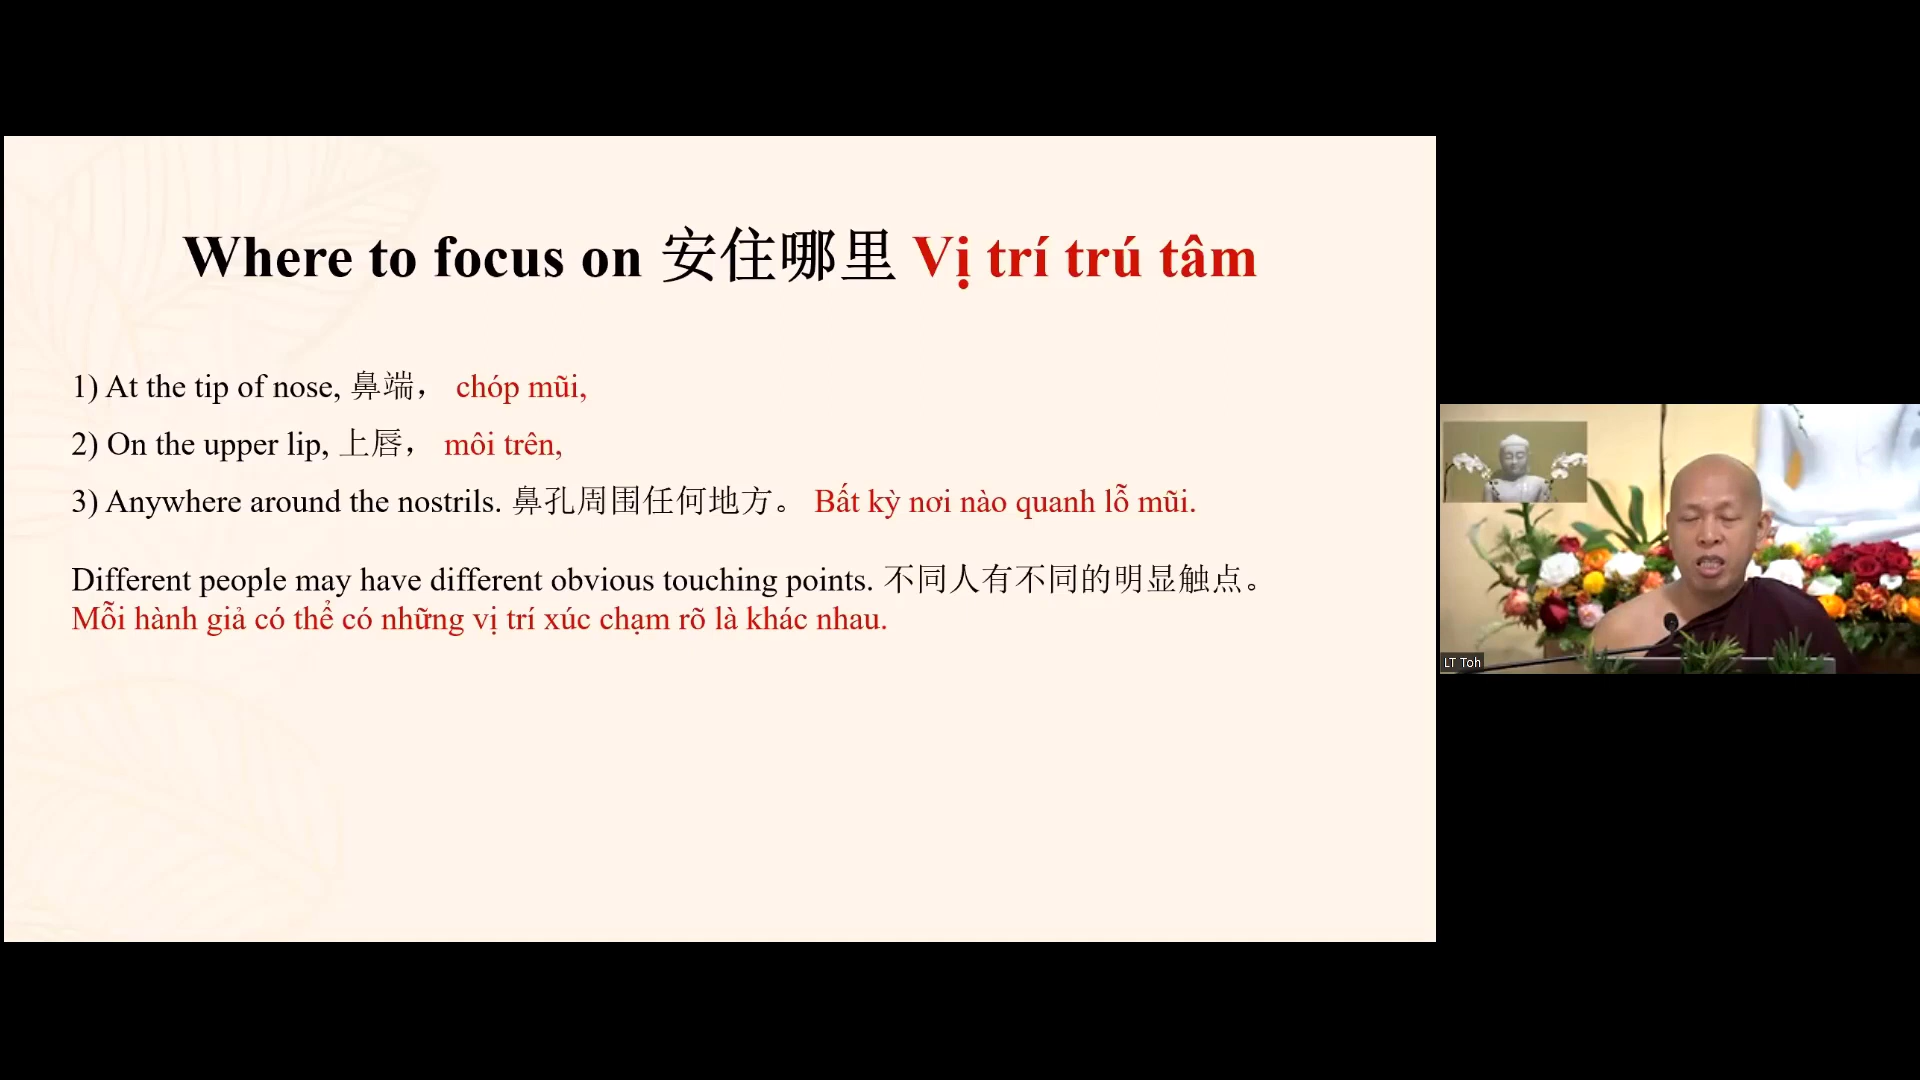 Where to focus on 安住哪里 Vị trí trú tâm
1) At the tip of nose, 鼻端， chóp mũi,
2) On the upper lip, 上唇， môi trên,
3) Anywhere around the nostrils. 鼻孔周围任何地方。 Bất kỳ nơi nào quanh lỗ mũi.
Different people may have different obvious touching points. 不同人有不同的明显触点。
Mỗi hành giả có thể có những vị trí xúc chạm rõ là khác nhau.
LT Toh